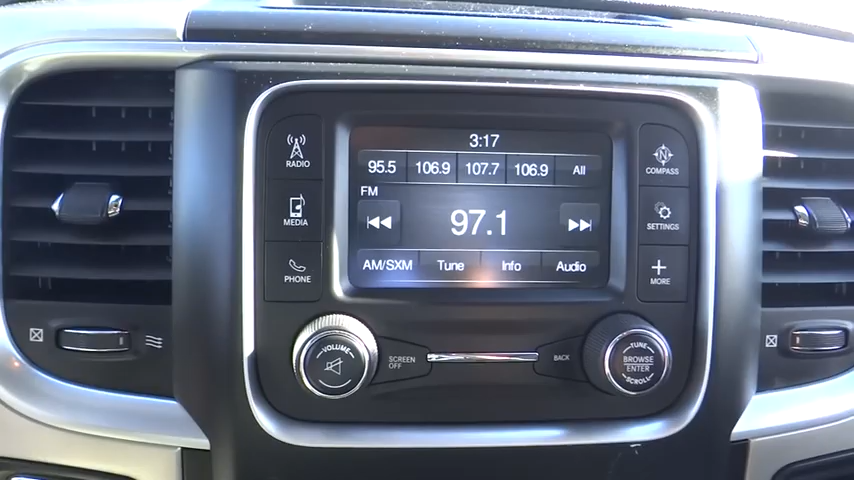 3:17
95.5 106.9 107.7 106.9 All
FM
97.1
AM/SXM Tune Info Audio
RADIO
MEDIA
PHONE
N
COMPASS
SETTINGS
MORE
VOLUME
SCREEN
OFF
BACK
TUNE
BROWSE
ENTER
SCROLL